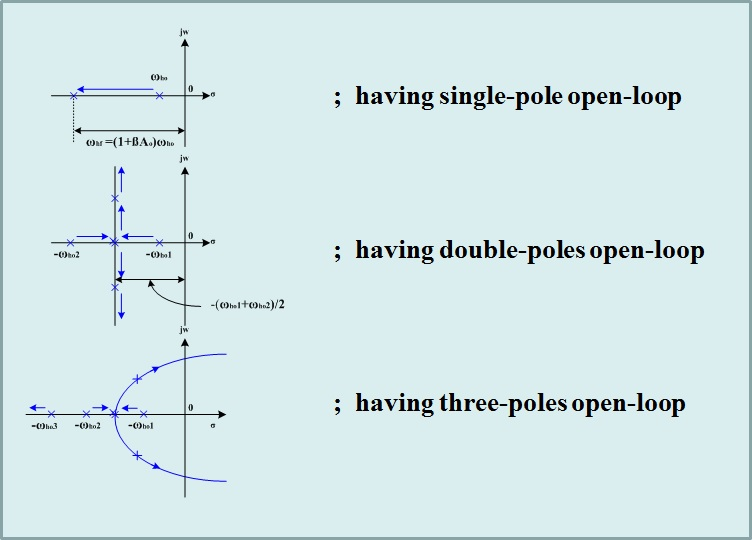 jw
ωho
0
σ
ωhf =(1+ßAo)ωho
; having single-pole open-loop
jw
0
σ
-ωho2
-ωho1
-(ωho1+ωho2)/2
; having double-poles open-loop
jw
0
-ωho3
-ωho2
-ωho1
σ
; having three-poles open-loop